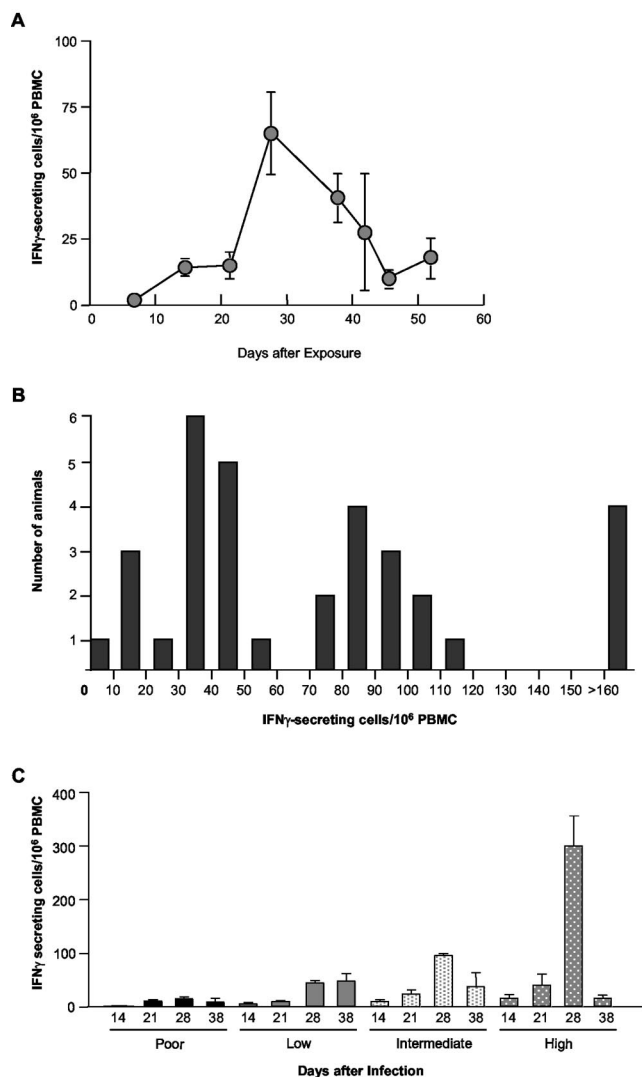 A
IFNγ-secreting cells/10⁶ PBMC
100
75
50
25
0
0 10 20 30 40 50 60
Days after Exposure
B
Number of animals
6
5
4
3
2
1
0 10 20 30 40 50 60 70 80 90 100 110 120 130 140 150 >160
IFNγ-secreting cells/10⁶ PBMC
C
IFNγ secreting cells/10⁶ PBMC
400
300
200
100
0
14 21 28 38 14 21 28 38 14 21 28 38 14 21 28 38
Poor Low Intermediate High
Days after Infection